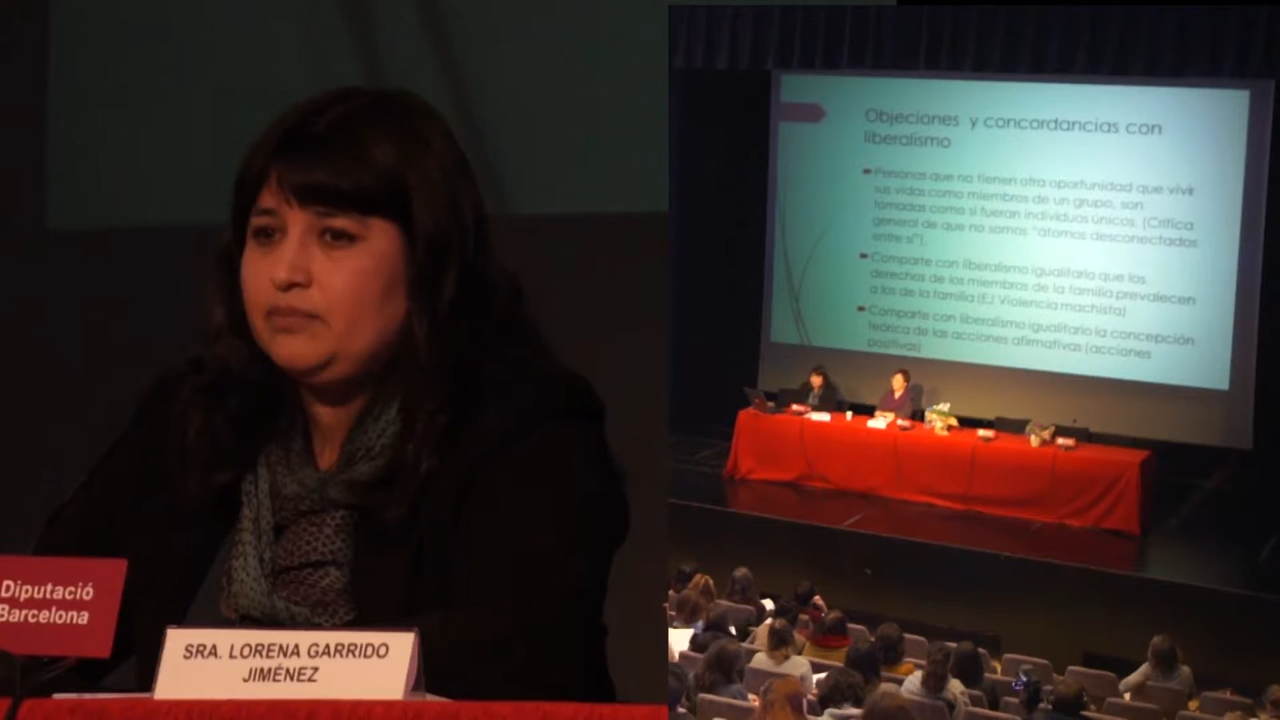 Diputació
Barcelona
SRA. LORENA GARRIDO
JIMÉNEZ
Objeciones y concordancias con
liberalismo
Personas que no tienen otra oportunidad que vivir
sus vidas como miembros de un grupo, son
tomadas como si fueran individuos únicos. (Crítica
general de que no somos "átomos desconectados
entre sí").
Comparte con liberalismo igualitario que los
derechos de los miembros de la familia prevalecen
a los de la familia (EJ Violencia machista)
Comparte con liberalismo igualitario la concepción
teórica de las acciones afirmativas (acciones
positivas)